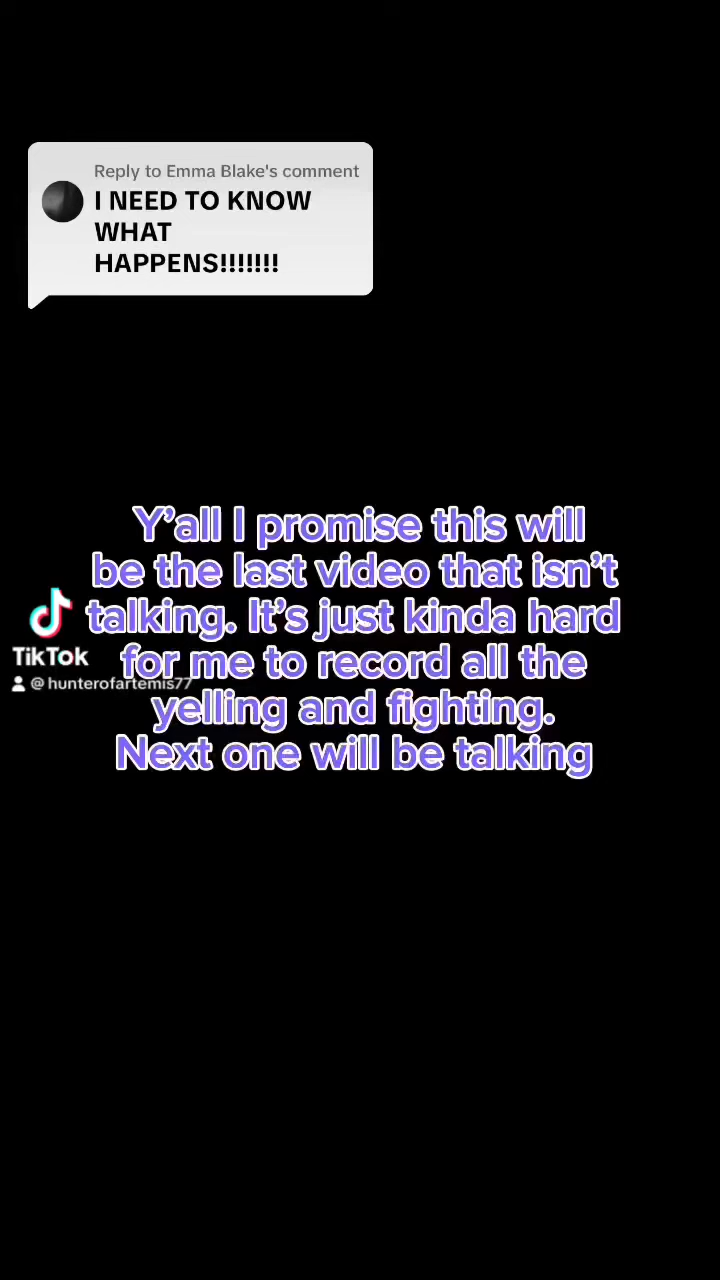 Reply to Emma Blake's comment
I NEED TO KNOW
WHAT
HAPPENS!!!!!!!
Y'all I promise this will
be the last video that isn't
talking. It's just kinda hard
for me to record all the
yelling and fighting.
Next one will be talking
TikTok
@hunterofartemis77